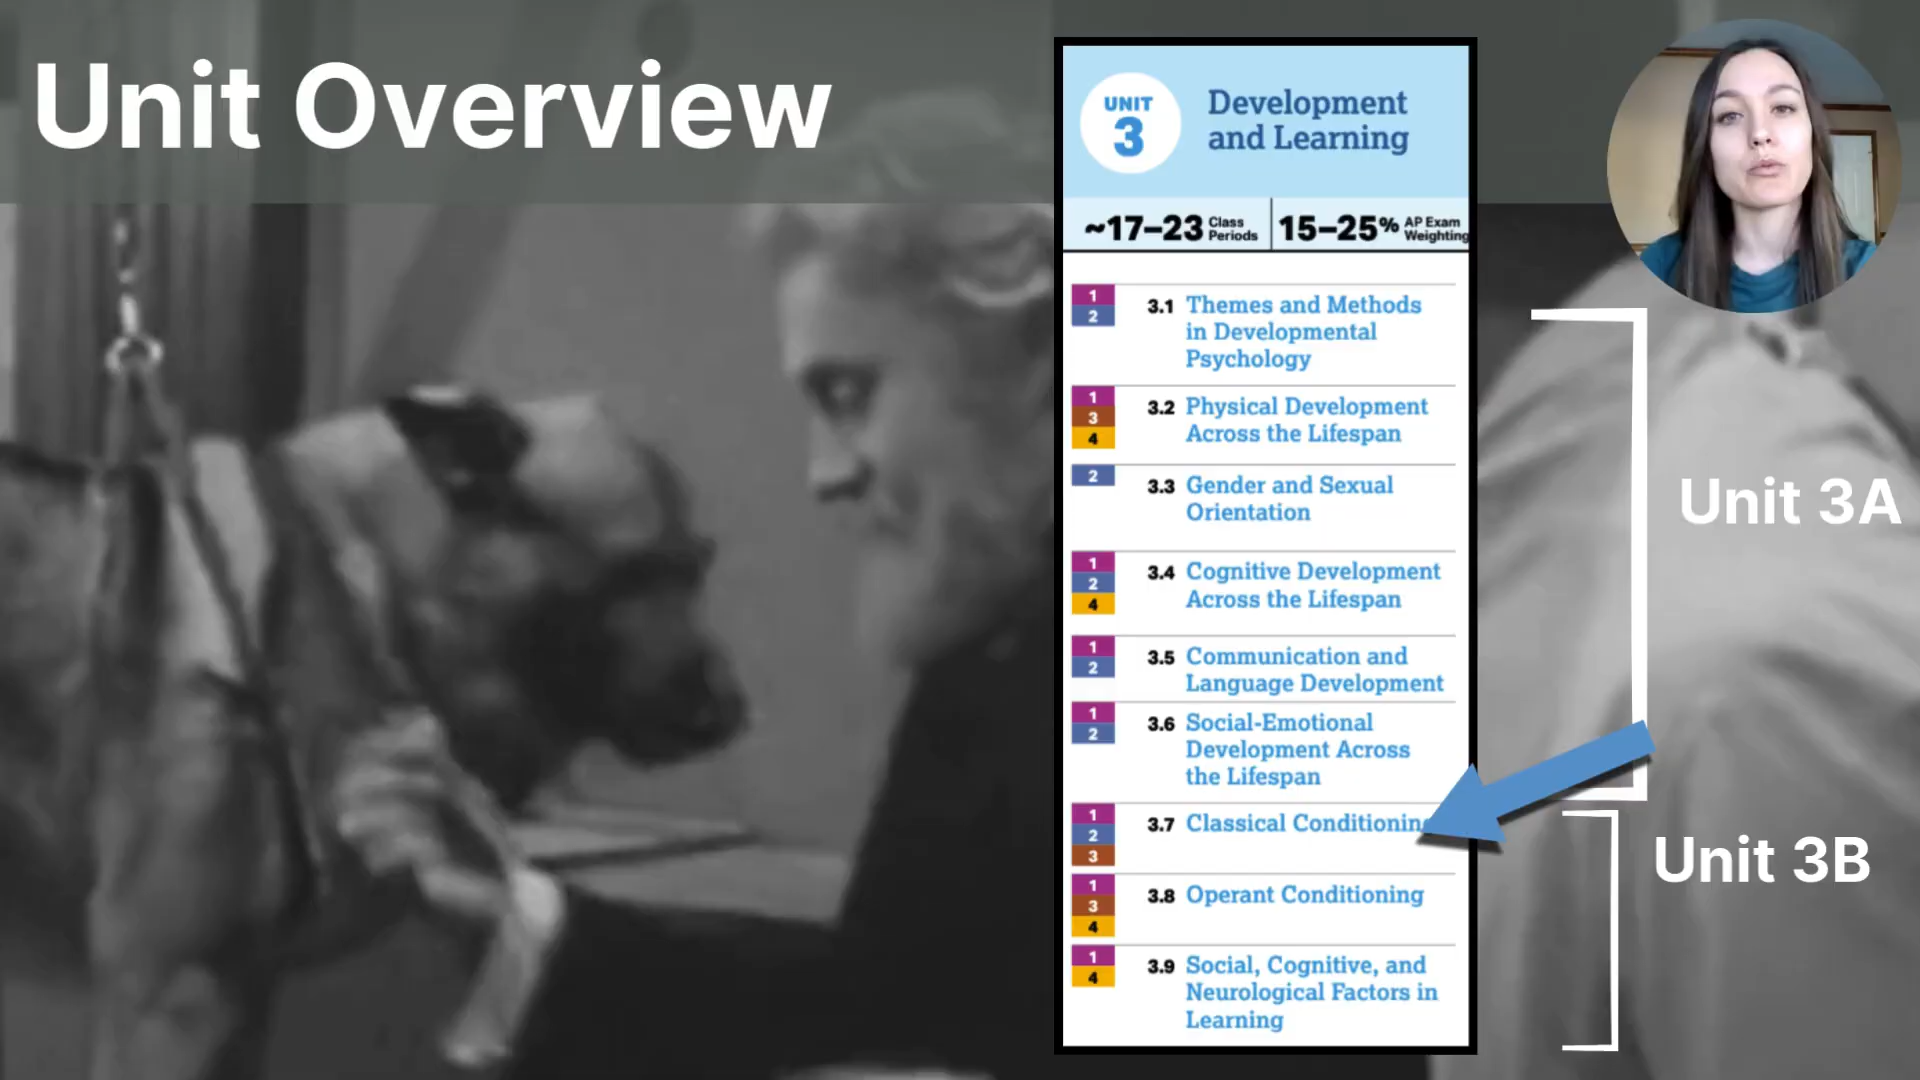 Unit Overview
UNIT
3
Development
and Learning
~17–23 Class
Periods
15–25% AP Exam
Weighting
1
2
3.1 Themes and Methods
in Developmental
Psychology
1
3
4
3.2 Physical Development
Across the Lifespan
2
3.3 Gender and Sexual
Orientation
1
2
4
3.4 Cognitive Development
Across the Lifespan
1
2
3.5 Communication and
Language Development
1
2
3.6 Social-Emotional
Development Across
the Lifespan
1
2
3
3.7 Classical Conditioning
1
3
4
3.8 Operant Conditioning
1
4
3.9 Social, Cognitive, and
Neurological Factors in
Learning
Unit 3A
Unit 3B